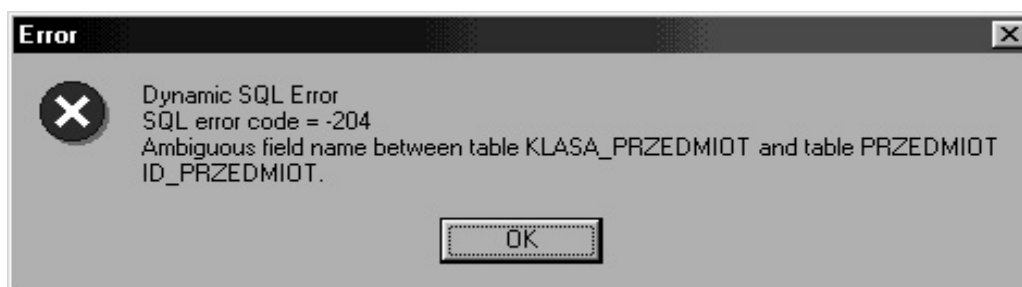 Error
Dynamic SQL Error
SQL error code = -204
Ambiguous field name between table KLASA_PRZEDMIOT and table PRZEDMIOT
ID_PRZEDMIOT.
OK